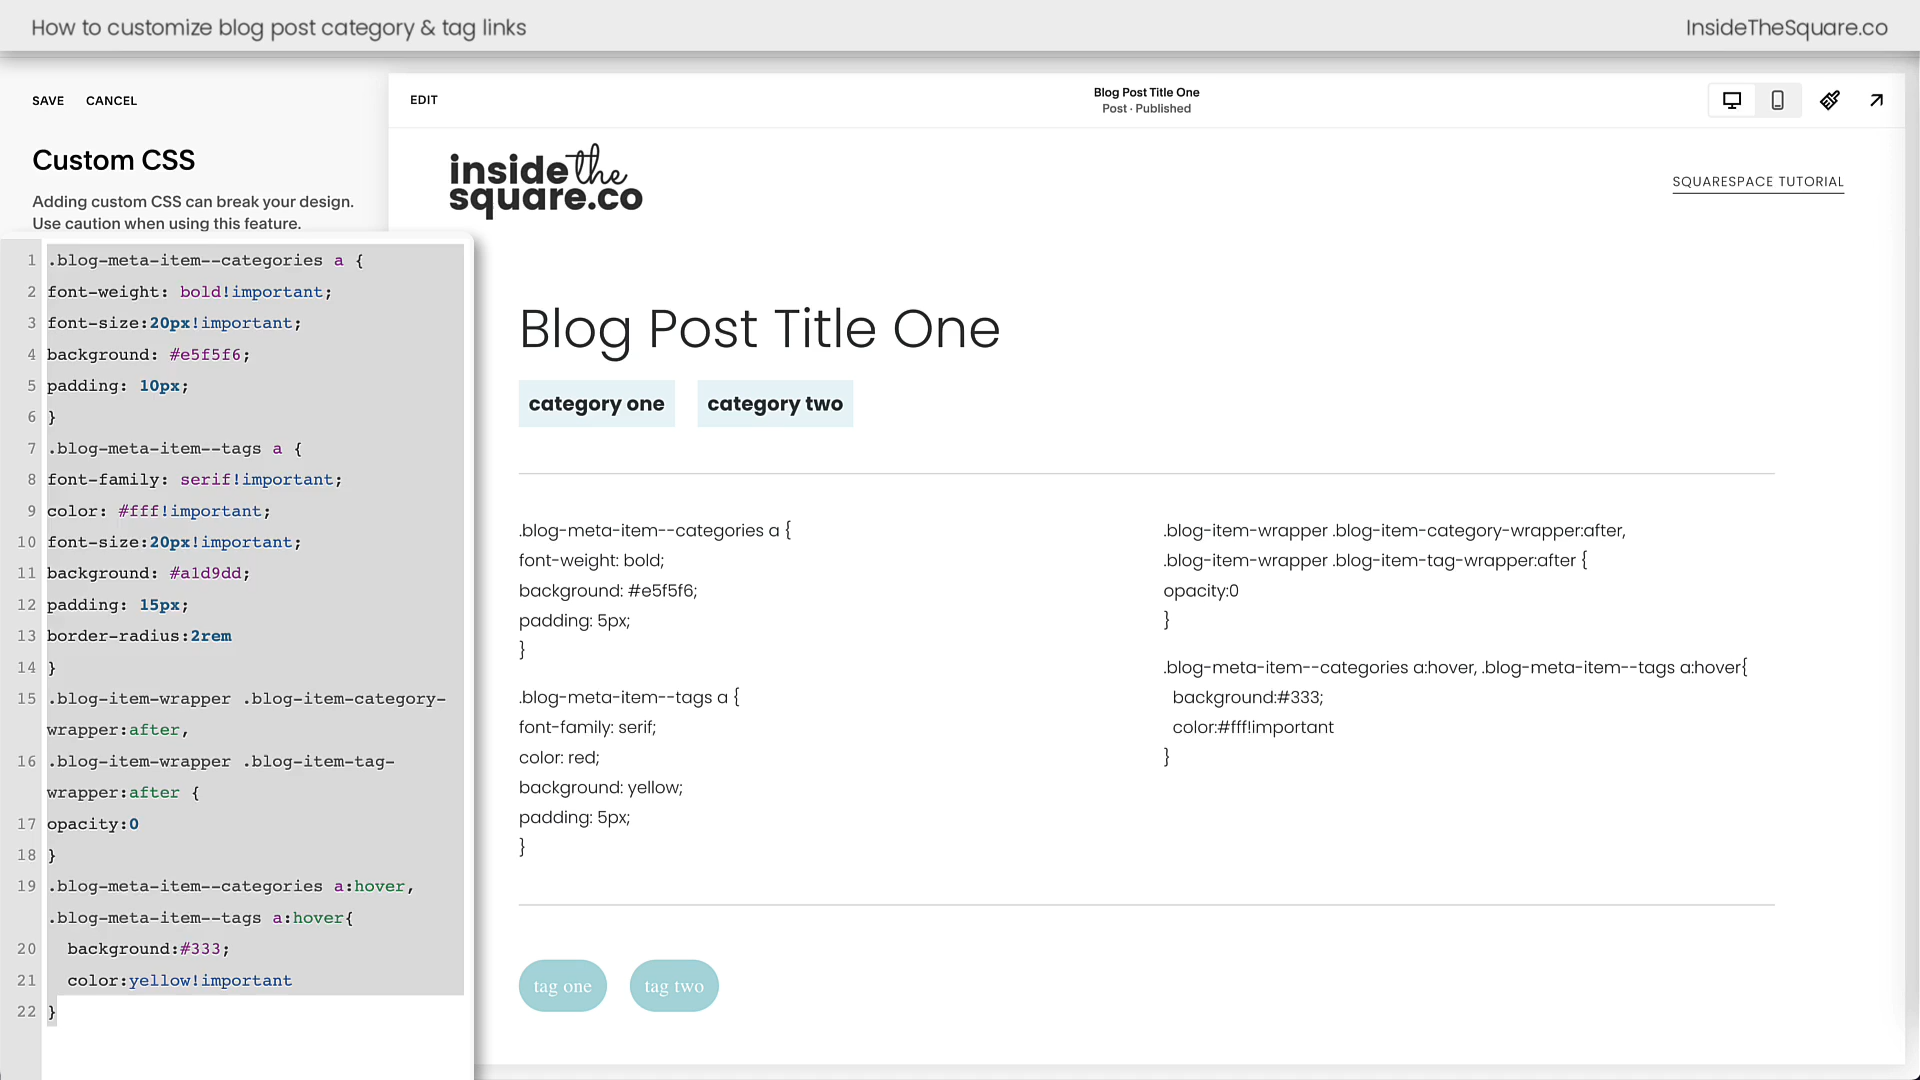 How to customize blog post category & tag links
InsideTheSquare.co
SAVE CANCEL
EDIT
Blog Post Title One
Post · Published
Custom CSS
Adding custom CSS can break your design.
Use caution when using this feature.
1 .blog-meta-item--categories a {
2 font-weight: bold!important;
3 font-size:20px!important;
4 background: #e5f5f6;
5 padding: 10px;
6 }
7 .blog-meta-item--tags a {
8 font-family: serif!important;
9 color: #fff!important;
10 font-size:20px!important;
11 background: #a1d9dd;
12 padding: 15px;
13 border-radius:2rem
14 }
15 .blog-item-wrapper .blog-item-category-
wrapper:after,
16 .blog-item-wrapper .blog-item-tag-
wrapper:after {
17 opacity:0
18 }
19 .blog-meta-item--categories a:hover,
.blog-meta-item--tags a:hover{
20 background:#333;
21 color:yellow!important
22 }
inside the
square.co
SQUARESPACE TUTORIAL
Blog Post Title One
category one
category two
.blog-meta-item--categories a {
font-weight: bold;
background: #e5f5f6;
padding: 5px;
}
.blog-meta-item--tags a {
font-family: serif;
color: red;
background: yellow;
padding: 5px;
}
.blog-item-wrapper .blog-item-category-wrapper:after,
.blog-item-wrapper .blog-item-tag-wrapper:after {
opacity:0
}
.blog-meta-item--categories a:hover, .blog-meta-item--tags a:hover{
background:#333;
color:#fff!important
}
tag one
tag two